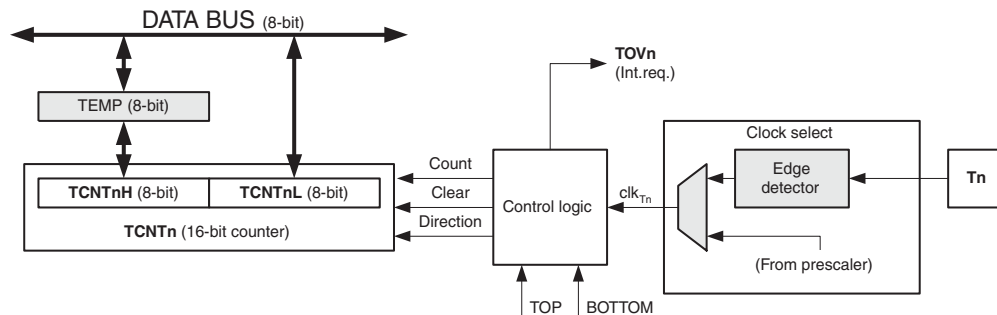 DATA BUS (8-bit)
TOVn
(Int.req.)
TEMP (8-bit)
Clock select
Count
Edge
detector
Tn
TCNTnH (8-bit) TCNTnL (8-bit)
Clear
Control logic
clkTn
TCNTn (16-bit counter)
Direction
(From prescaler)
TOP
BOTTOM